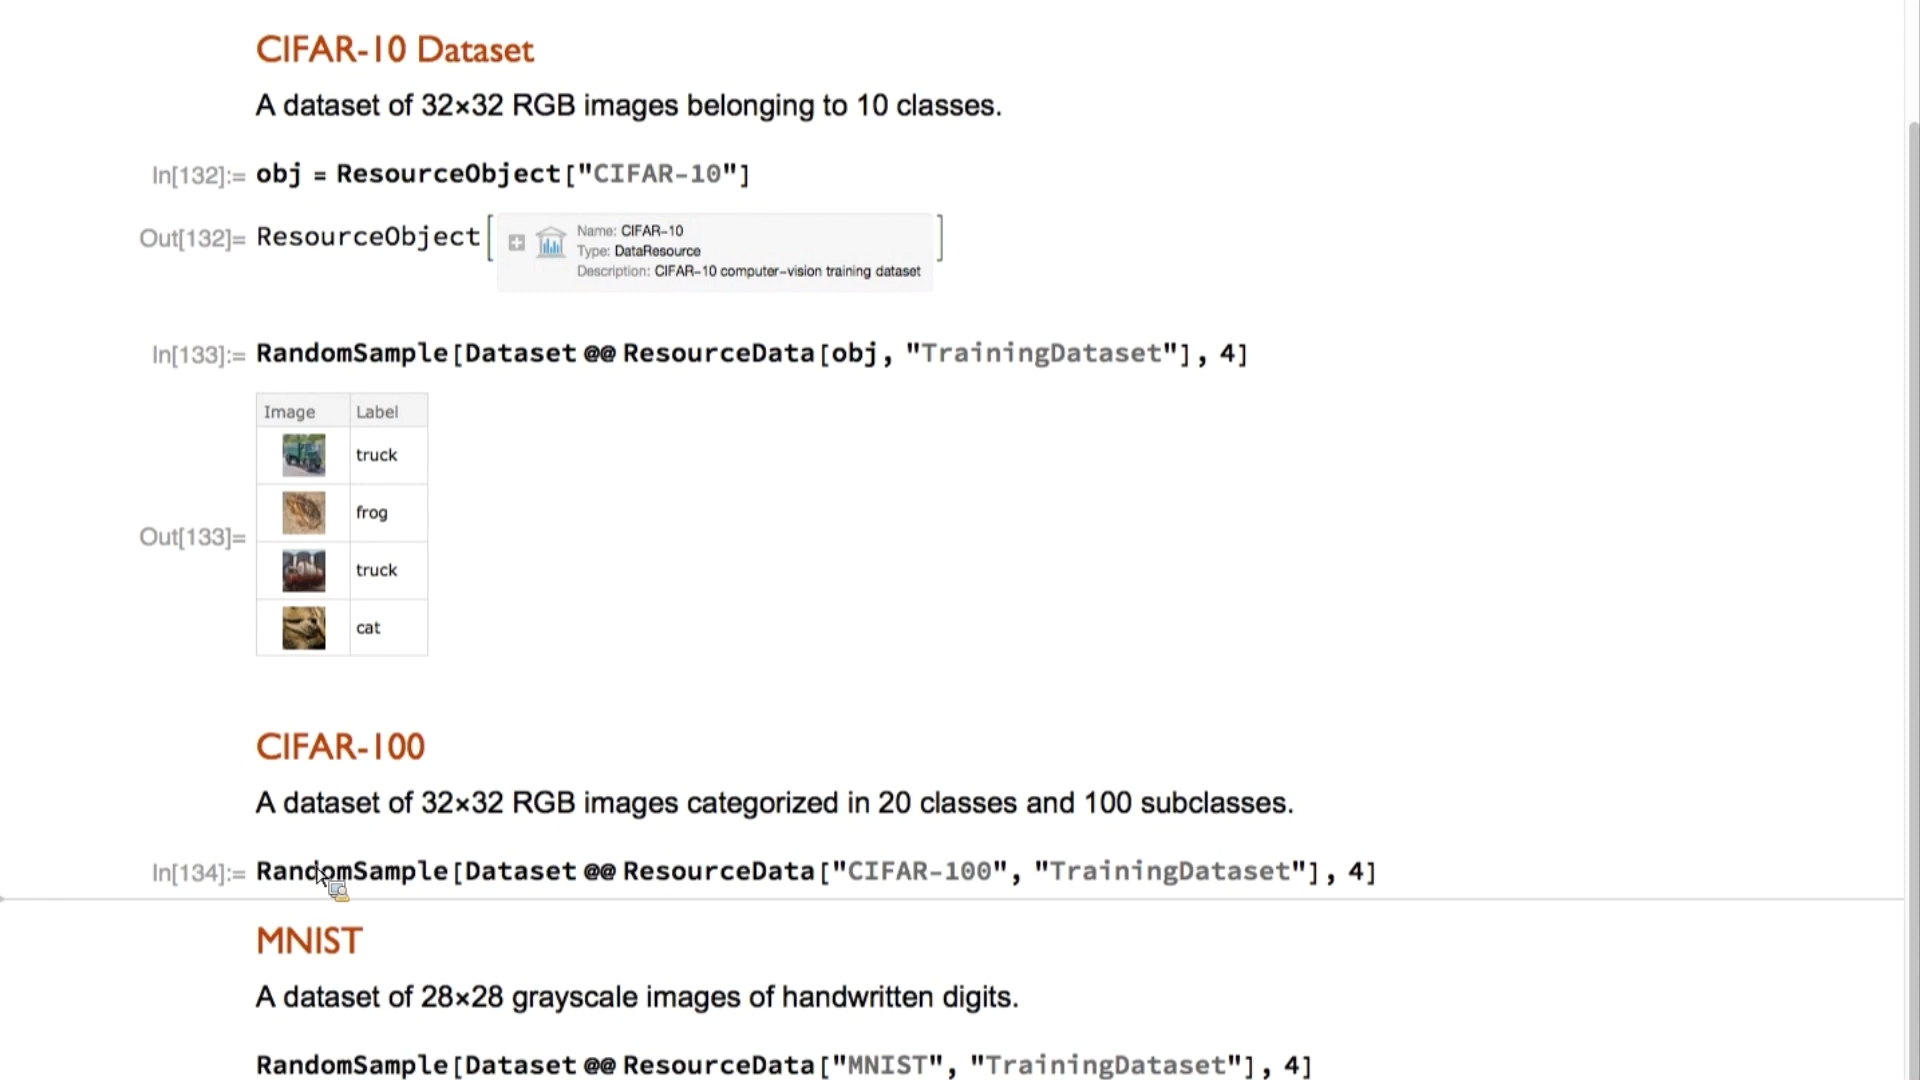 CIFAR-10 Dataset
A dataset of 32×32 RGB images belonging to 10 classes.
In[132]:= obj = ResourceObject["CIFAR-10"]
Out[132]= ResourceObject[
Name: CIFAR-10
Type: DataResource
Description: CIFAR-10 computer-vision training dataset
]
In[133]:= RandomSample[Dataset @@ ResourceData[obj, "TrainingDataset"], 4]
Image Label
truck
frog
Out[133]=
truck
cat
CIFAR-100
A dataset of 32×32 RGB images categorized in 20 classes and 100 subclasses.
In[134]:= RandomSample[Dataset @@ ResourceData["CIFAR-100", "TrainingDataset"], 4]
MNIST
A dataset of 28×28 grayscale images of handwritten digits.
RandomSample[Dataset @@ ResourceData["MNIST", "TrainingDataset"], 4]